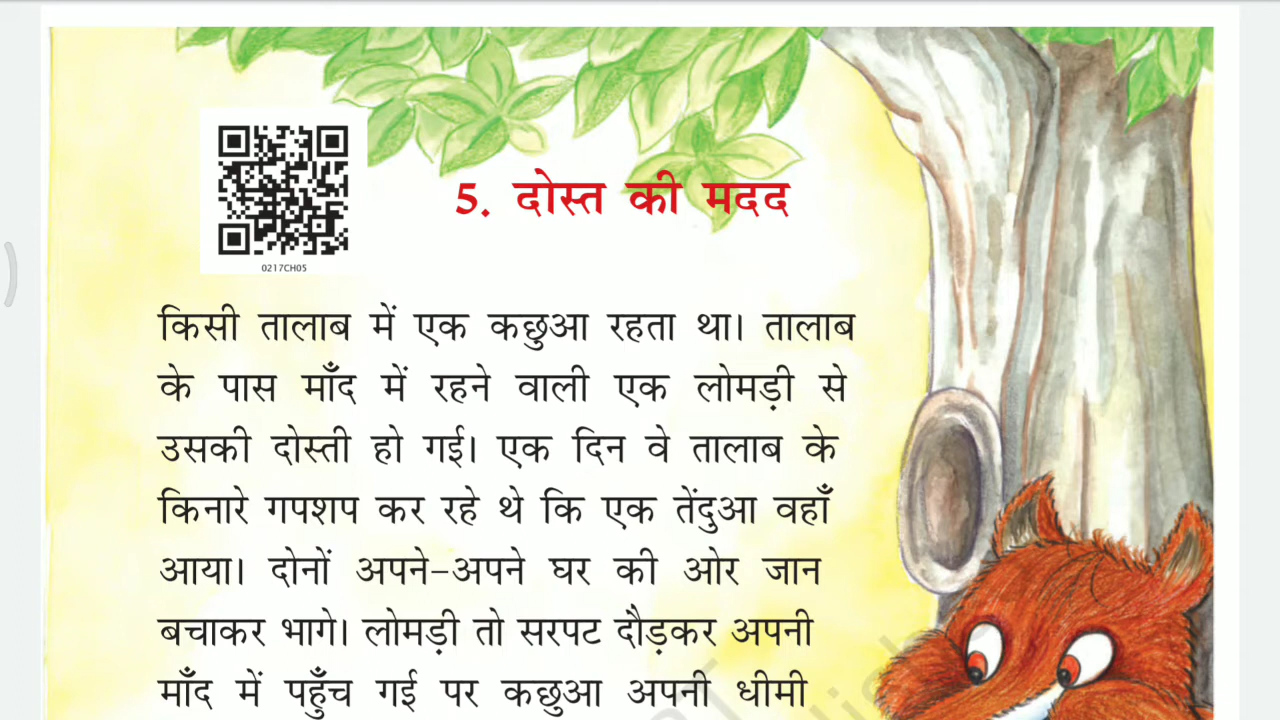 0217CH05
5. दोस्त की मदद
किसी तालाब में एक कछुआ रहता था। तालाब
के पास माँद में रहने वाली एक लोमड़ी से
उसकी दोस्ती हो गई। एक दिन वे तालाब के
किनारे गपशप कर रहे थे कि एक तेंदुआ वहाँ
आया। दोनों अपने-अपने घर की ओर जान
बचाकर भागे। लोमड़ी तो सरपट दौड़कर अपनी
माँद में पहुँच गई पर कछुआ अपनी धीमी